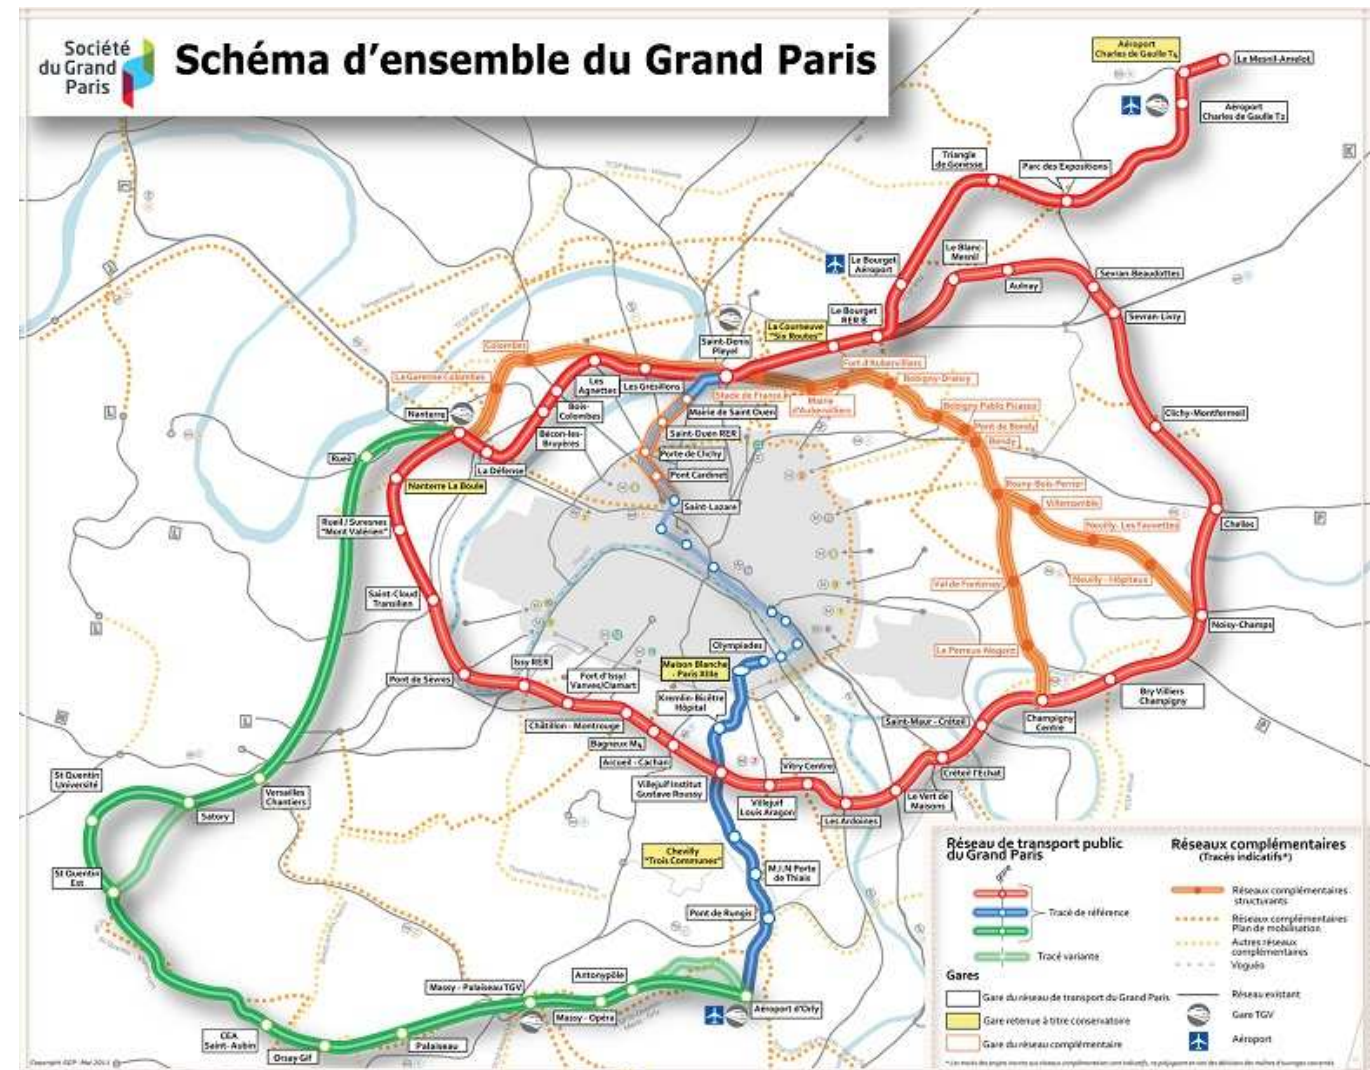 Société
du Grand
Paris
Schéma d'ensemble du Grand Paris
Aéroport
Charles de Gaulle T4
Le Mesnil-Amelot
Aéroport
Charles de Gaulle T2
Triangle
de Gonesse
Parc des Expositions
Le Bourget
Aéroport
Le Blanc-
Mesnil
Aulnay
Sevran-Beaudottes
Sevran-Livry
Le Bourget
RER B
La Courneuve
"Six Routes"
Saint-Denis
Pleyel
Colombes
La Garenne Colombes
Nanterre
Les
Agnettes
Les Grésillons
Bois-
Colombes
Bécon-les-
Bruyères
La Défense
Nanterre La Boule
Rueil
Rueil / Suresnes
"Mont Valérien"
Saint-Cloud
Transilien
Pont de Sèvres
Stade de France
Mairie
d'Aubervilliers
Fort d'Aubervilliers
Bobigny-Drancy
Bobigny Pablo Picasso
Pont de Bondy
Bondy
Mairie de Saint Ouen
Saint-Ouen RER
Porte de Clichy
Pont Cardinet
Saint-Lazare
Clichy-Montfermeil
Rosny-Bois-Perrier
Villemomble
Neuilly - Les Fauvettes
Neuilly - Hôpitaux
Val de Fontenay
Le Perreux-Nogent
Chelles
Noisy-Champs
Bry Villiers
Champigny
Champigny
Centre
Saint-Maur - Créteil
Créteil l'Echat
Le Vert de
Maisons
Les Ardoines
Vitry Centre
Villejuif
Louis Aragon
Villejuif Institut
Gustave Roussy
Arcueil - Cachan
Bagneux M4
Châtillon - Montrouge
Fort d'Issy/
Vanves/Clamart
Issy RER
Olympiades
Maison Blanche
- Paris XIIIe
Kremlin-Bicêtre
Hôpital
Chevilly
"Trois Communes"
M.I.N Porte
de Thiais
Pont de Rungis
Aéroport d'Orly
Antonypôle
Massy - Opéra
Massy - Palaiseau TGV
Palaiseau
Orsay Gif
CEA
Saint-Aubin
St Quentin
Est
St Quentin
Université
Satory
Versailles
Chantiers
Réseau de transport public
du Grand Paris
gare
Tracé de référence
Tracé variante
Gares
Gare du réseau de transport du Grand Paris
Gare retenue à titre conservatoire
Gare du réseau complémentaire
Réseaux complémentaires
(Tracés indicatifs*)
Réseaux complémentaires
structurants
Réseaux complémentaires
Plan de mobilisation
Autres réseaux
complémentaires
Voguéo
Réseau existant
Gare TGV
Aéroport